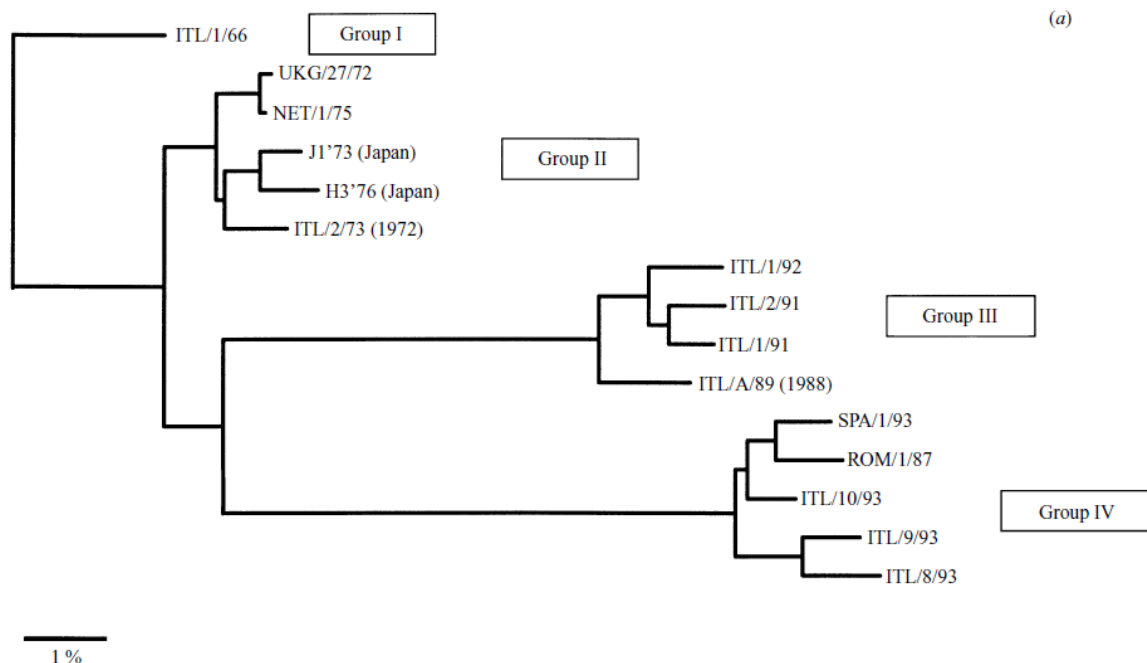 (a)
ITL/1/66
Group I
UKG/27/72
NET/1/75
J1’73 (Japan)
Group II
H3’76 (Japan)
ITL/2/73 (1972)
ITL/1/92
ITL/2/91
Group III
ITL/1/91
ITL/A/89 (1988)
SPA/1/93
ROM/1/87
ITL/10/93
Group IV
ITL/9/93
ITL/8/93
1 %